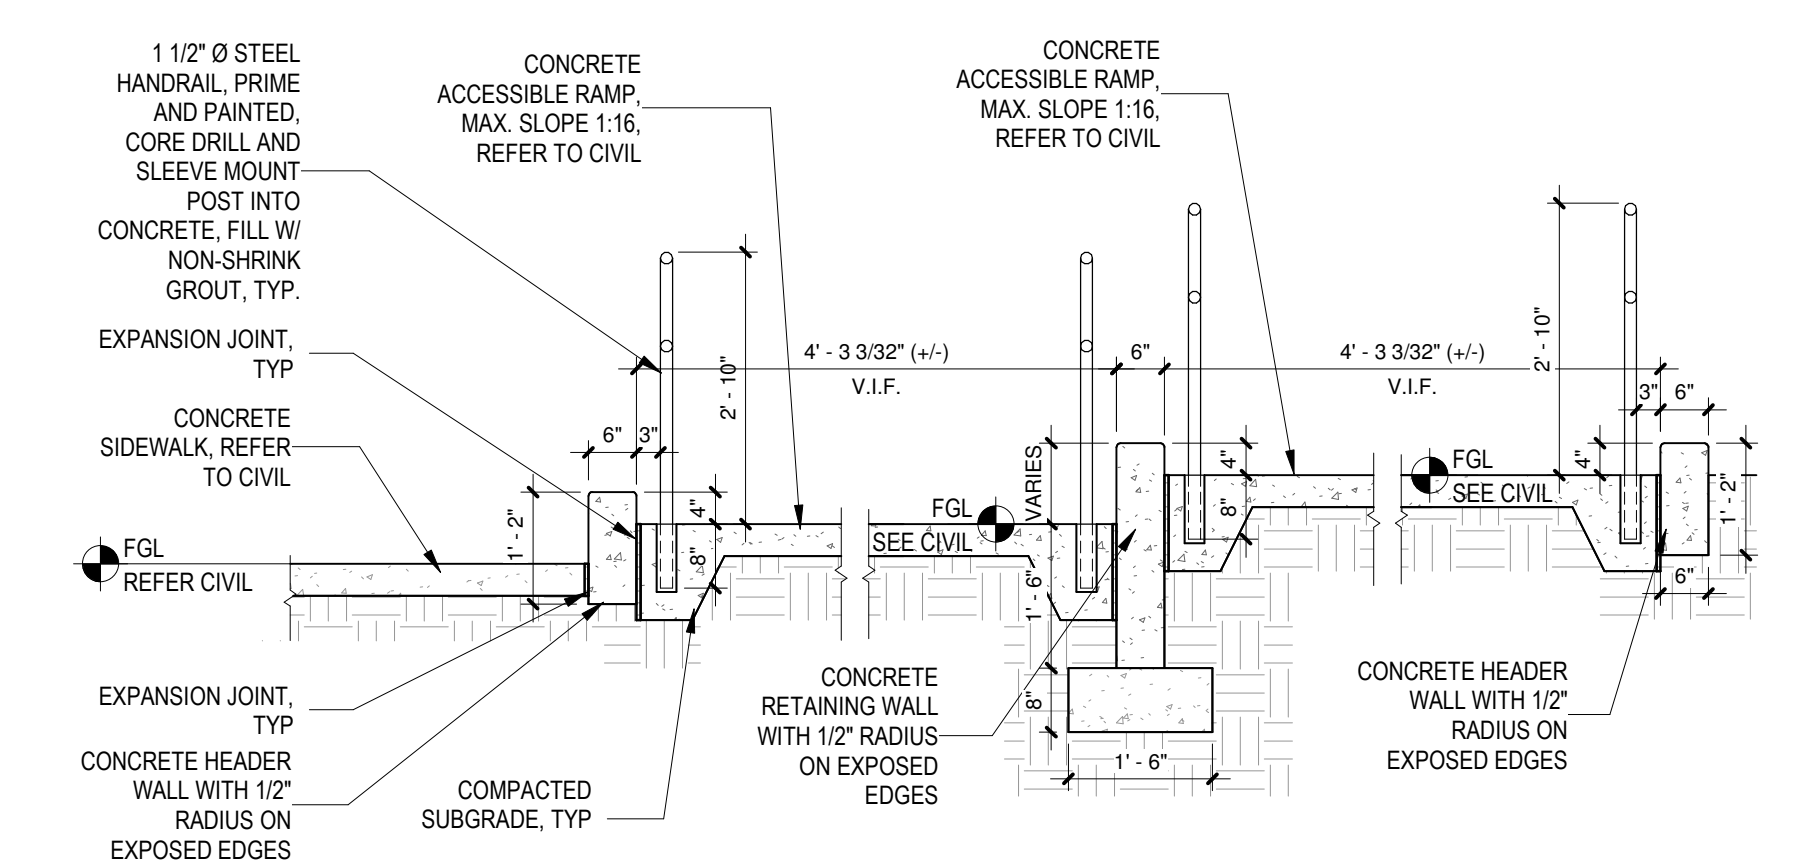 1 1/2" Ø STEEL
HANDRAIL, PRIME
AND PAINTED,
CORE DRILL AND
SLEEVE MOUNT
POST INTO
CONCRETE, FILL W/
NON-SHRINK
GROUT, TYP.
EXPANSION JOINT,
TYP
CONCRETE
SIDEWALK, REFER
TO CIVIL
FGL
REFER CIVIL
EXPANSION JOINT,
TYP
CONCRETE HEADER
WALL WITH 1/2"
RADIUS ON
EXPOSED EDGES
CONCRETE
ACCESSIBLE RAMP,
MAX. SLOPE 1:16,
REFER TO CIVIL
COMPACTED
SUBGRADE, TYP
1' - 2"
6"
3"
4"
8"
2' - 10"
4' - 3 3/32" (+/-)
V.I.F.
FGL
SEE CIVIL
CONCRETE
RETAINING WALL
WITH 1/2" RADIUS
ON EXPOSED
EDGES
VARIES
1' - 6"
8"
1' - 6"
6"
CONCRETE
ACCESSIBLE RAMP,
MAX. SLOPE 1:16,
REFER TO CIVIL
4"
8"
4' - 3 3/32" (+/-)
V.I.F.
FGL
SEE CIVIL
2' - 10"
3"
6"
4"
1' - 2"
6"
CONCRETE HEADER
WALL WITH 1/2"
RADIUS ON
EXPOSED EDGES